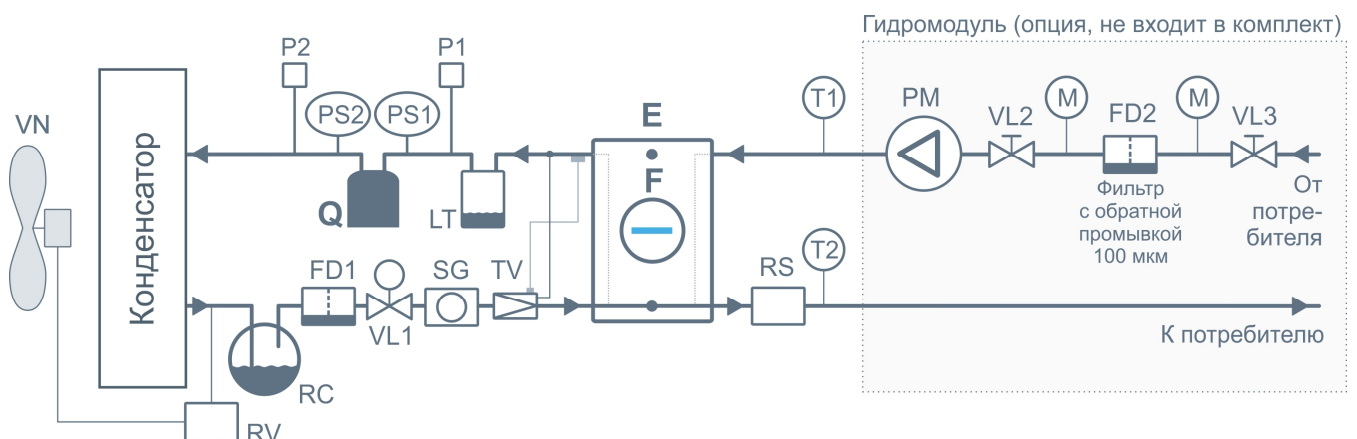 Гидромодуль (опция, не входит в комплект)
P2
P1
VN
PS2
PS1
E
T1
PM
VL2
M
FD2
M
VL3
Конденсатор
F
Q
LT
Фильтр
с обратной
промывкой
100 мкм
От
потре-
бителя
FD1
SG
TV
RS
T2
VL1
К потребителю
RC
RV